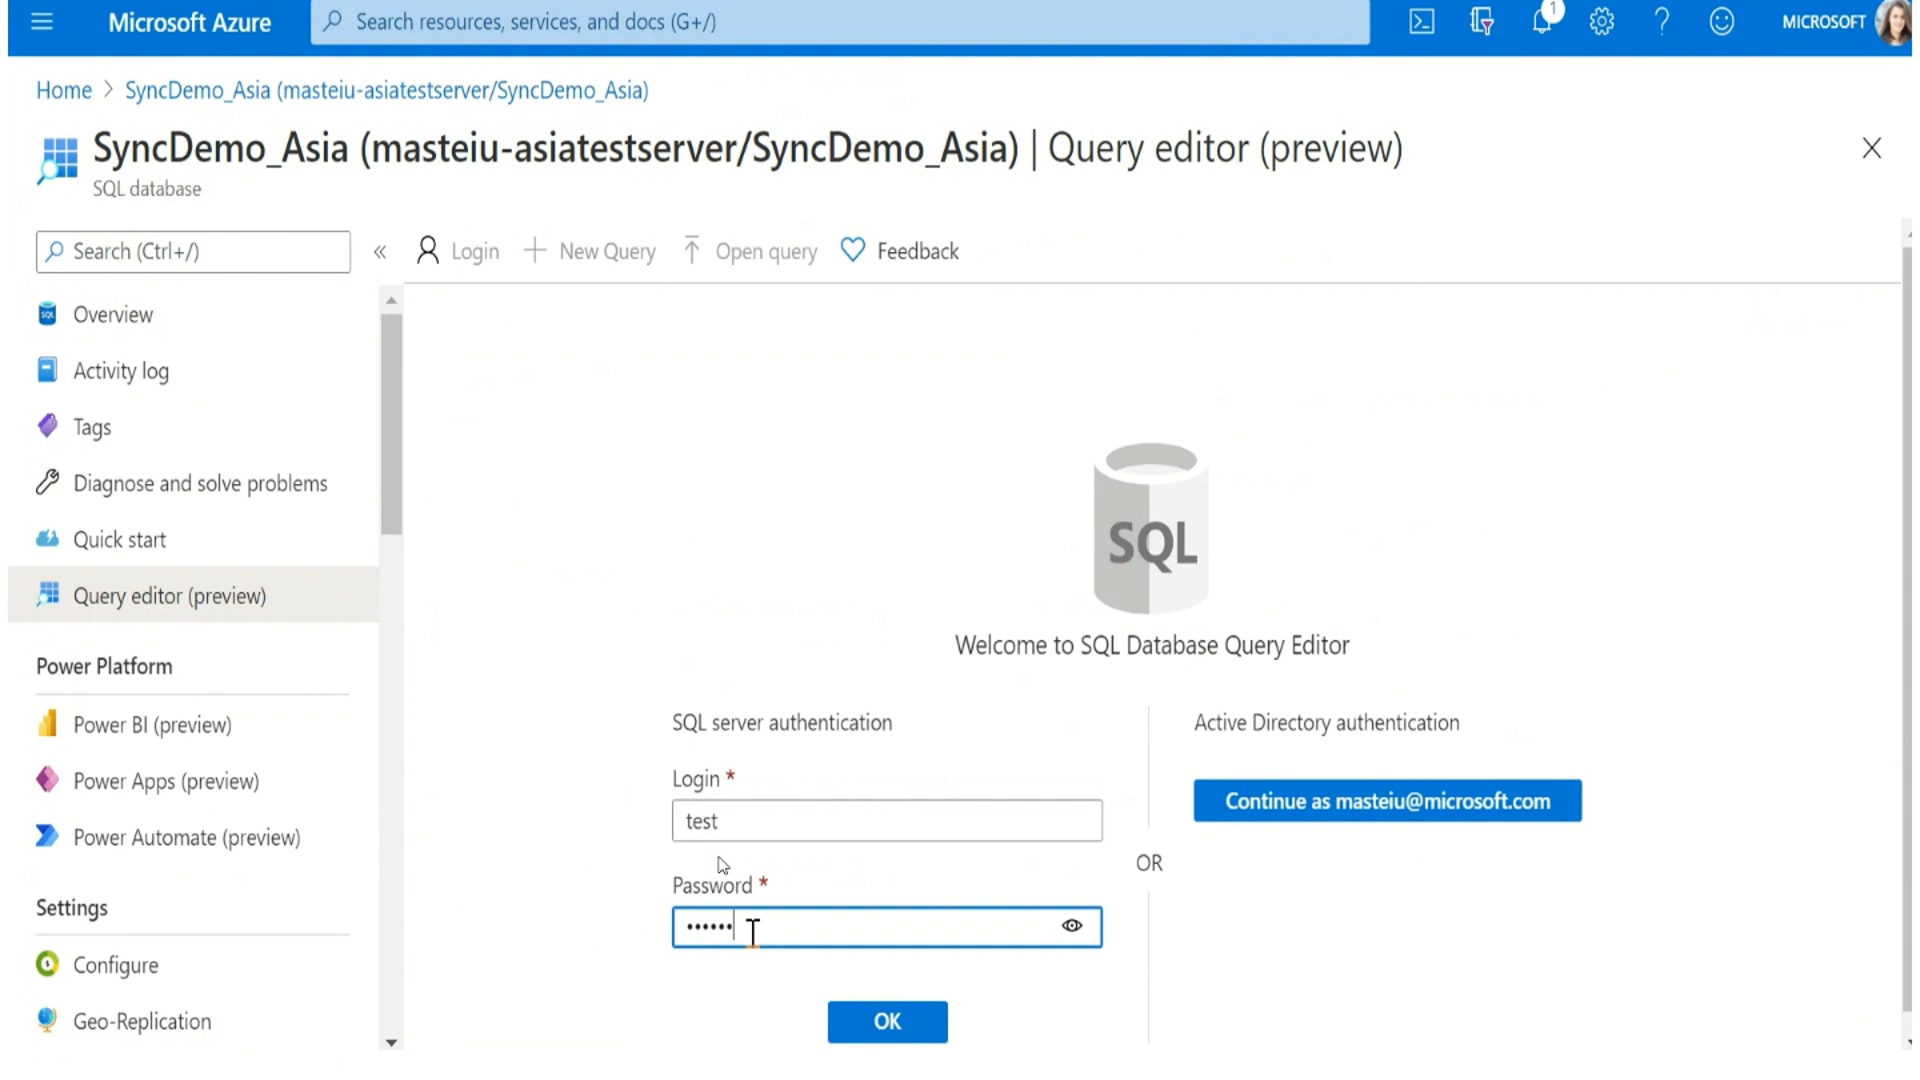 Microsoft Azure
Search resources, services, and docs (G+/)
1
MICROSOFT
Home > SyncDemo_Asia (masteiu-asiatestserver/SyncDemo_Asia)
SyncDemo_Asia (masteiu-asiatestserver/SyncDemo_Asia) | Query editor (preview)
SQL database
Search (Ctrl+/)
«
Login
New Query
Open query
Feedback
SQL
Overview
Activity log
Tags
Diagnose and solve problems
Quick start
Query editor (preview)
Power Platform
Power BI (preview)
Power Apps (preview)
Power Automate (preview)
Settings
Configure
Geo-Replication
SQL
Welcome to SQL Database Query Editor
SQL server authentication
Login *
test
Password *
••••••
OK
OR
Active Directory authentication
Continue as masteiu@microsoft.com